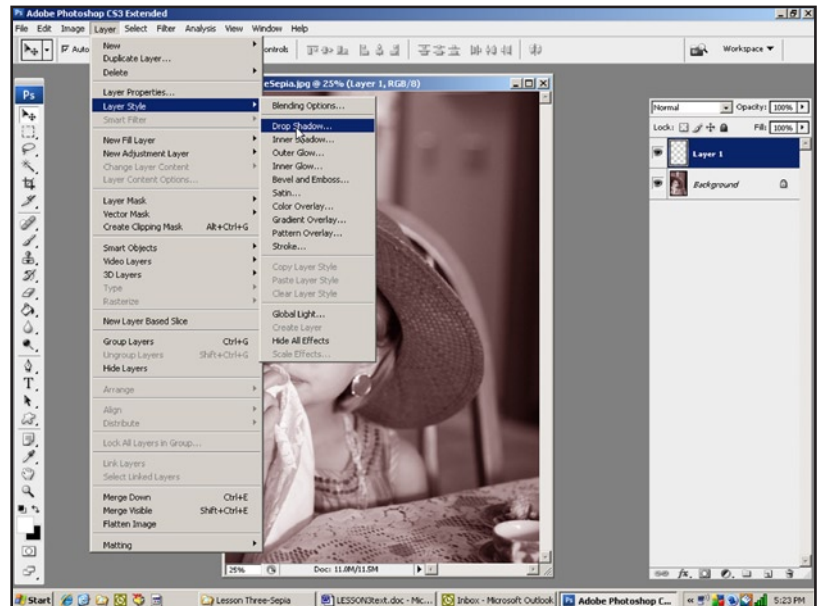 Adobe Photoshop CS3 Extended
File Edit Image Layer Select Filter Analysis View Window Help
Auto
Workspace
Ps
New
Duplicate Layer...
Delete
Layer Properties...
Layer Style
Smart Filter
New Fill Layer
New Adjustment Layer
Change Layer Content
Layer Content Options...
Layer Mask
Vector Mask
Create Clipping Mask Alt+Ctrl+G
Smart Objects
Video Layers
3D Layers
Type
Rasterize
New Layer Based Slice
Group Layers Ctrl+G
Ungroup Layers Shift+Ctrl+G
Hide Layers
Arrange
Align
Distribute
Lock All Layers in Group...
Link Layers
Select Linked Layers
Merge Down Ctrl+E
Merge Visible Shift+Ctrl+E
Flatten Image
Matting
eSepia.jpg @ 25% (Layer 1, RGB/8)
Blending Options...
Drop Shadow...
Inner Shadow...
Outer Glow...
Inner Glow...
Bevel and Emboss...
Satin...
Color Overlay...
Gradient Overlay...
Pattern Overlay...
Stroke...
Copy Layer Style
Paste Layer Style
Clear Layer Style
Global Light...
Create Layer
Hide All Effects
Scale Effects...
Normal Opacity: 100%
Lock: Fill: 100%
Layer 1
Background
25% Doc: 11.0M/11.5M
Start Lesson Three-Sepia LESSON3text.doc - Mic... Inbox - Microsoft Outlook Adobe Photoshop C... 5:23 PM